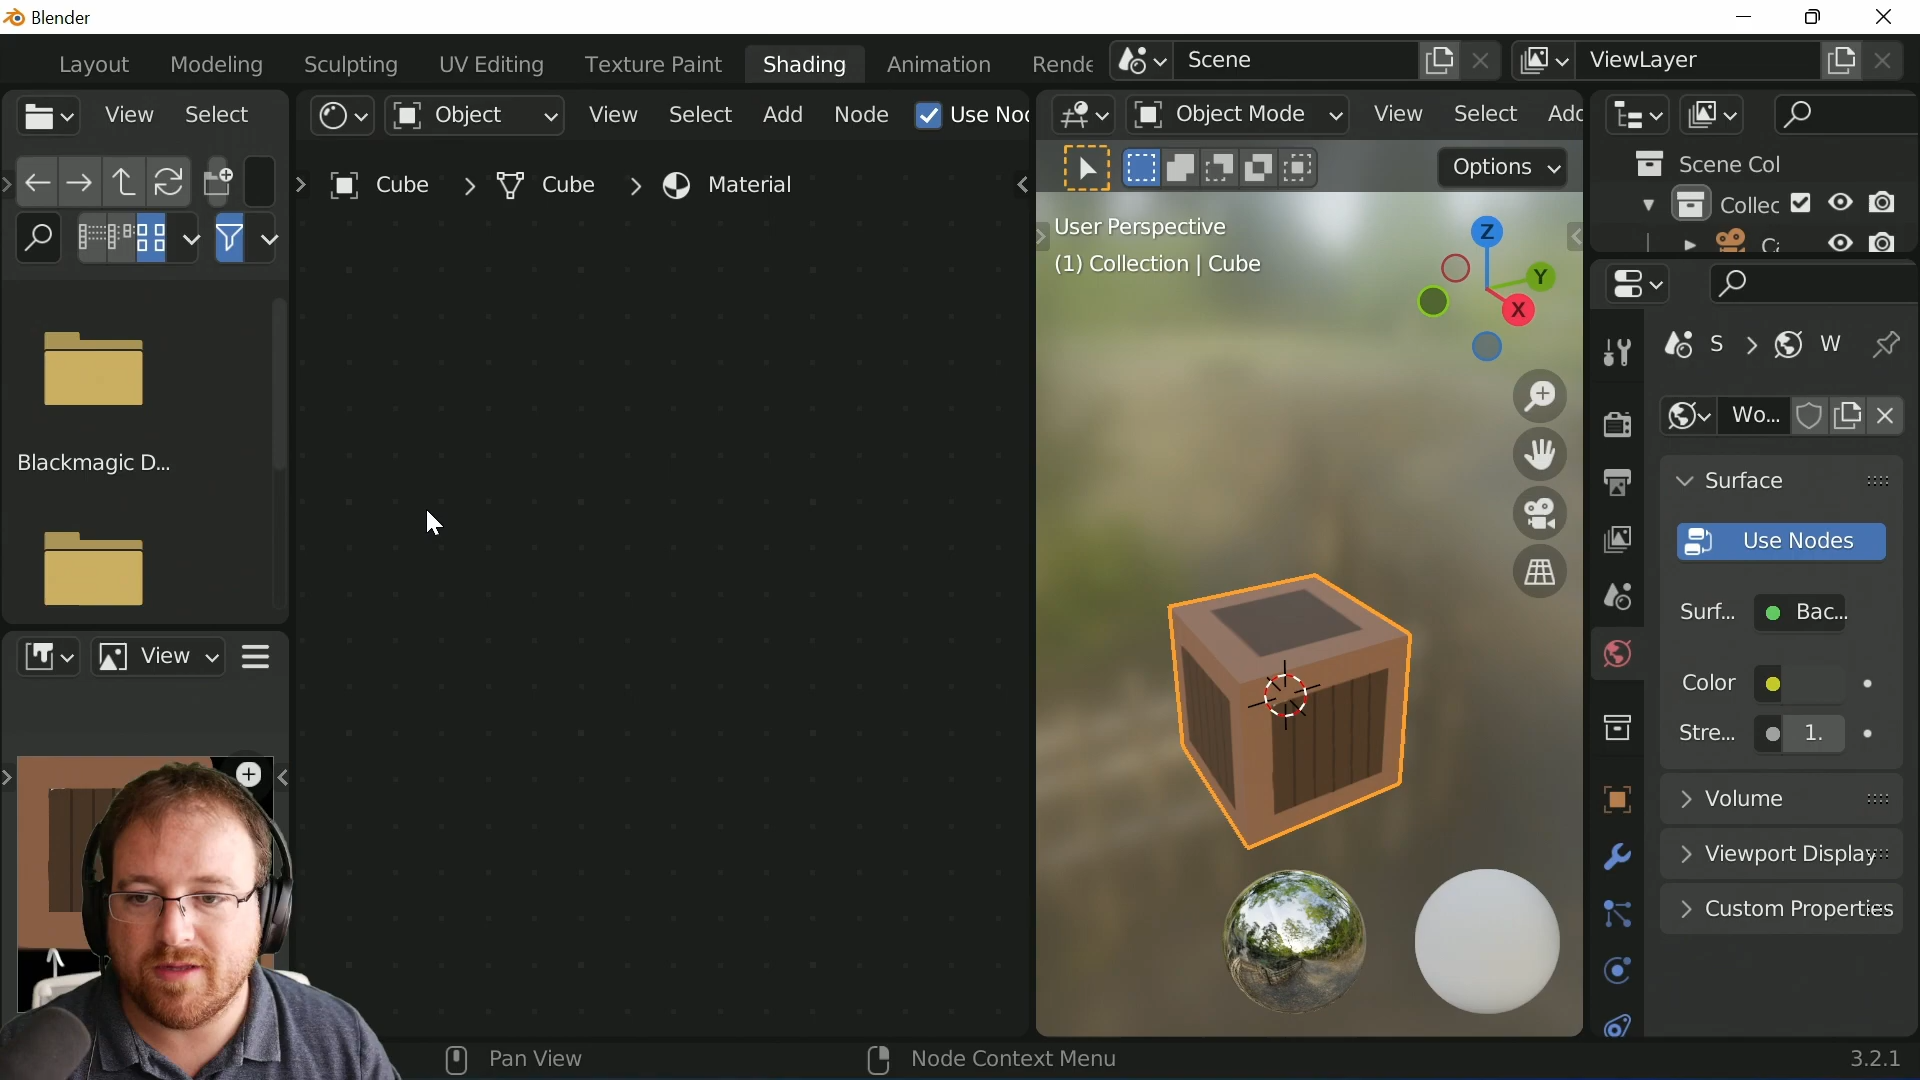 Blender
Layout Modeling Sculpting UV Editing Texture Paint Shading Animation Rende Scene ViewLayer
View Select
Object View Select Add Node Use Noc
Object Mode View Select Adc
Cube Cube Material
Options
User Perspective
(1) Collection | Cube
Z
Y
X
Scene Col
Collec
Ca
S W
Wo...
Surface
Use Nodes
Surf... Bac...
Color
Stre... 1.
Volume
Viewport Display
Custom Properties
Blackmagic D...
View
Pan View
Node Context Menu
3.2.1